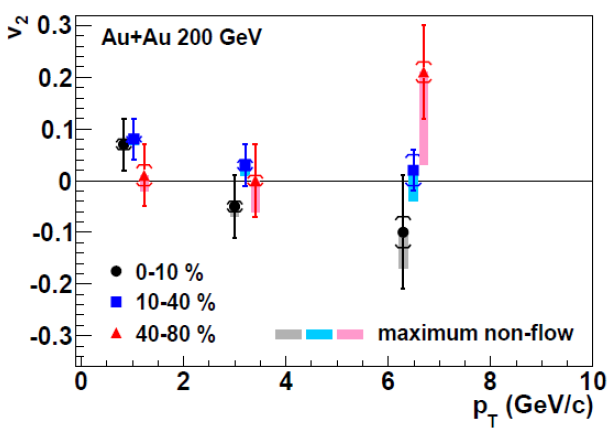 v2
Au+Au 200 GeV
0.3
0.2
0.1
0
-0.1
-0.2
-0.3
0-10 %
10-40 %
40-80 %
maximum non-flow
0 2 4 6 8 10
pT (GeV/c)